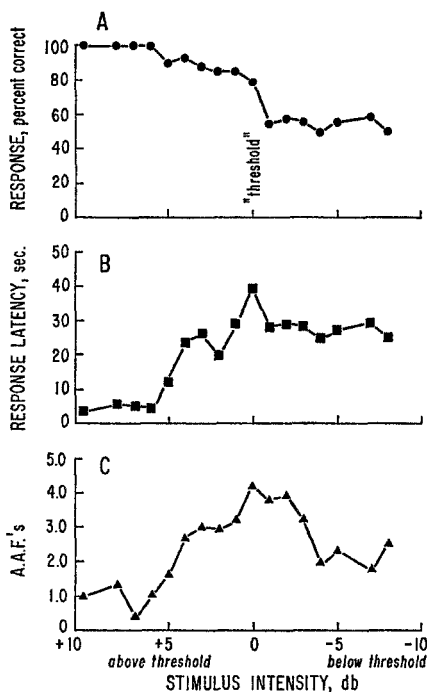 A
RESPONSE, percent correct
100
80
60
40
20
0
"threshold"
B
RESPONSE LATENCY, sec.
50
40
30
20
10
0
C
A.A.F.'s
5.0
4.0
3.0
2.0
1.0
0
+10 +5 0 -5 -10
above threshold below threshold
STIMULUS INTENSITY, db